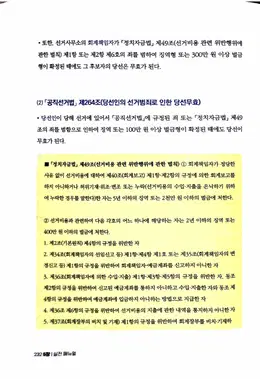 • 또한, 선거사무소의 회계책임자가 「정치자금법」 제49조(선거비용 관련 위반행위에
관한 벌칙) 제1항 또는 제2항 제6호의 죄를 범하여 징역형 또는 300만 원 이상 벌금
형이 확정된 때에도 그 후보자의 당선은 무효가 된다.
(2) 「공직선거법」 제264조(당선인의 선거범죄로 인한 당선무효)
• 당선인이 당해 선거에 있어서 「공직선거법」에 규정된 죄 또는 「정치자금법」 제49
조의 죄를 범함으로 인하여 징역 또는 100만 원 이상 벌금형이 확정된 때에도 당선이
무효가 된다.
■ 「정치자금법」 제49조(선거비용 관련 위반행위에 관한 벌칙) ① 회계책임자가 정당한
사유 없이 선거비용에 대하여 제40조(회계보고) 제1항·제2항의 규정에 의한 회계보고를
하지 아니하거나 허위기재·위조·변조 또는 누락(선거비용의 수입·지출을 은닉하기 위하
여 누락한 경우를 말한다)한 자는 5년 이하의 징역 또는 2천만 원 이하의 벌금에 처한다.
② 선거비용과 관련하여 다음 각호의 어느 하나에 해당하는 자는 2년 이하의 징역 또는
400만 원 이하의 벌금에 처한다.
1. 제2조(기본원칙) 제4항의 규정을 위반한 자
2. 제34조(회계책임자의 선임신고 등) 제1항·제4항 제1호 또는 제35조(회계책임자의 변
경신고 등) 제1항의 규정을 위반하여 회계책임자·예금계좌를 신고하지 아니한 자
3. 제36조(회계책임자에 의한 수입·지출) 제1항·제3항·제5항의 규정을 위반한 자, 동조
제2항의 규정을 위반하여 신고된 예금계좌를 통하지 아니하고 수입·지출한 자와 동조 제
4항의 규정을 위반하여 예금계좌에 입금하지 아니하는 방법으로 지급한 자
4. 제36조 제6항의 규정을 위반하여 선거비용의 지출에 관한 내역을 통지하지 아니한 자
5. 제37조(회계장부의 비치 및 기재) 제1항의 규정을 위반하여 회계장부를 비치·기재하
232 6장 | 실전 매뉴얼